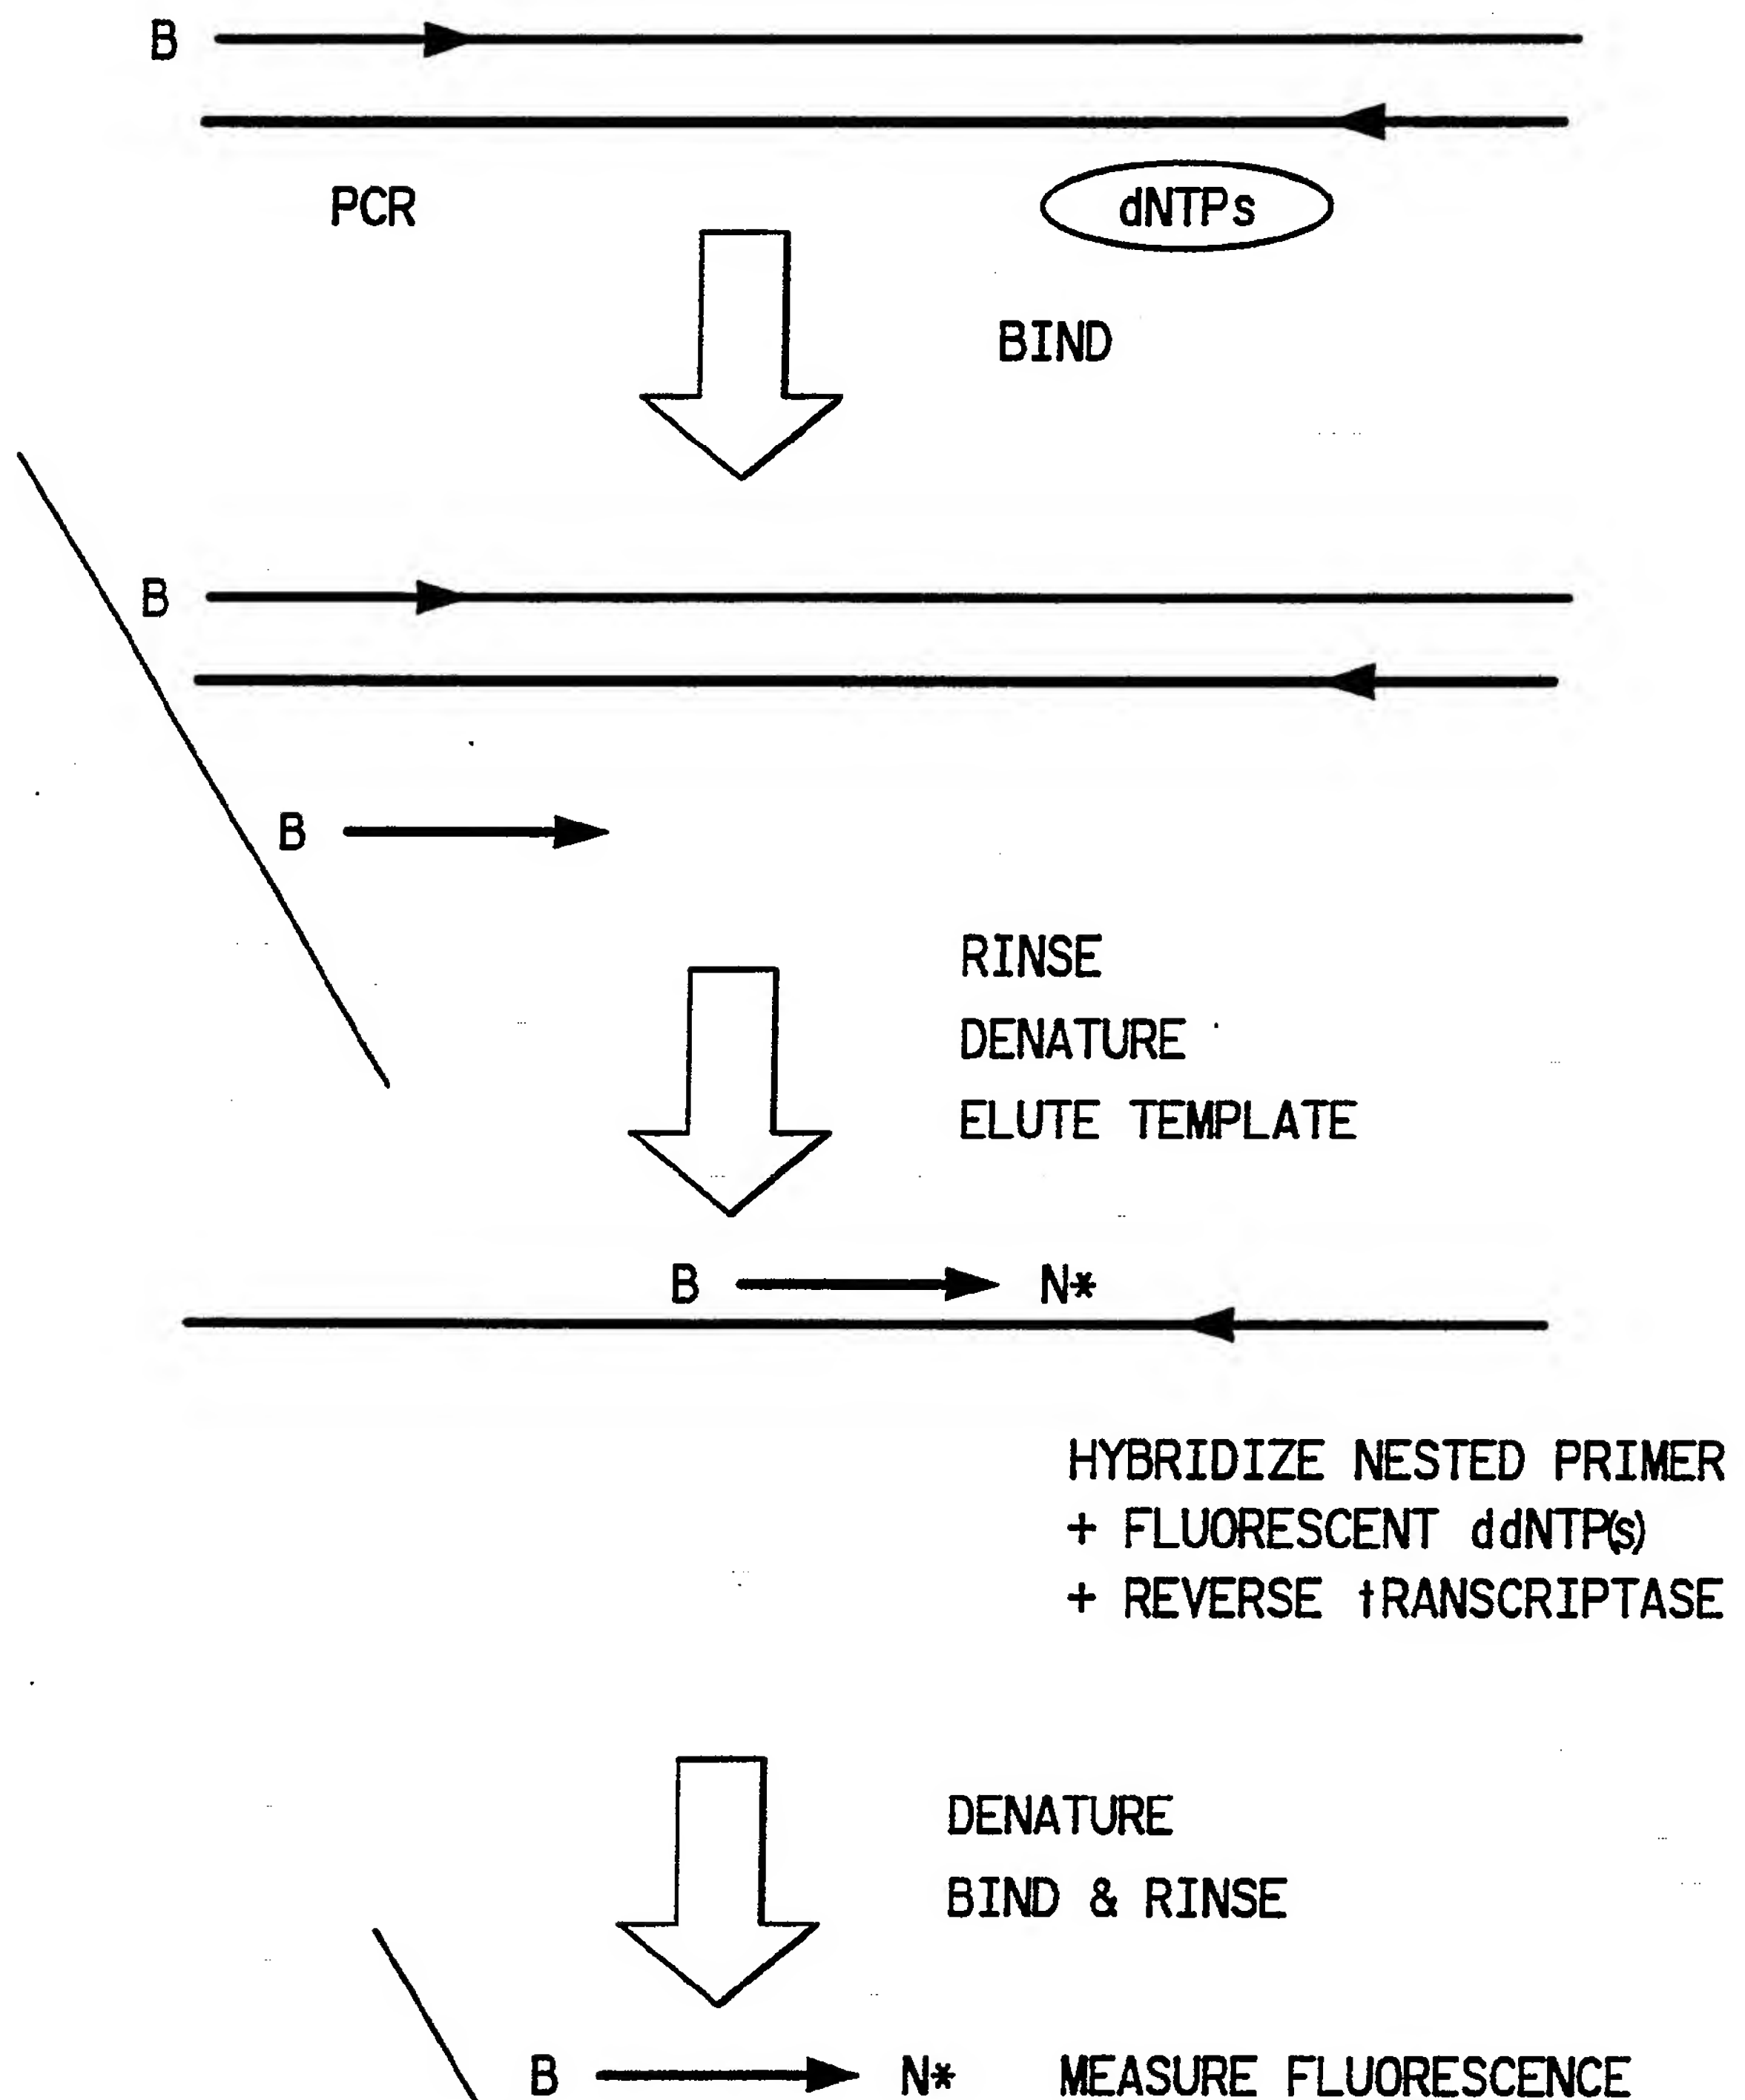 B
PCR dNTPs
BIND
B
B
RINSE
DENATURE
ELUTE TEMPLATE
B N*
HYBRIDIZE NESTED PRIMER
+ FLUORESCENT ddNTP(s)
+ REVERSE tRANSCRIPTASE
DENATURE
BIND & RINSE
B N* MEASURE FLUORESCENCE